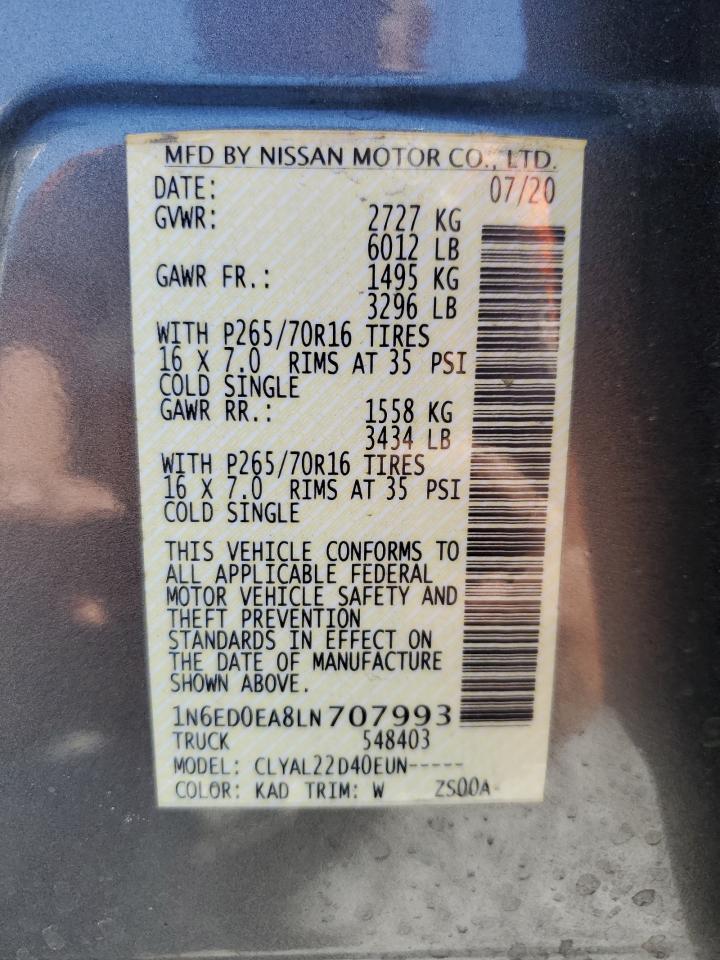 MFD BY NISSAN MOTOR CO., LTD.
DATE: 07/20
GVWR: 2727 KG
6012 LB
GAWR FR.: 1495 KG
3296 LB
WITH P265/70R16 TIRES
16 X 7.0 RIMS AT 35 PSI
COLD SINGLE
GAWR RR.: 1558 KG
3434 LB
WITH P265/70R16 TIRES
16 X 7.0 RIMS AT 35 PSI
COLD SINGLE
THIS VEHICLE CONFORMS TO
ALL APPLICABLE FEDERAL
MOTOR VEHICLE SAFETY AND
THEFT PREVENTION
STANDARDS IN EFFECT ON
THE DATE OF MANUFACTURE
SHOWN ABOVE.
1N6ED0EA8LN707993
TRUCK 548403
MODEL: CLYAL22D40EUN-----
COLOR: KAD TRIM: W ZS00A-